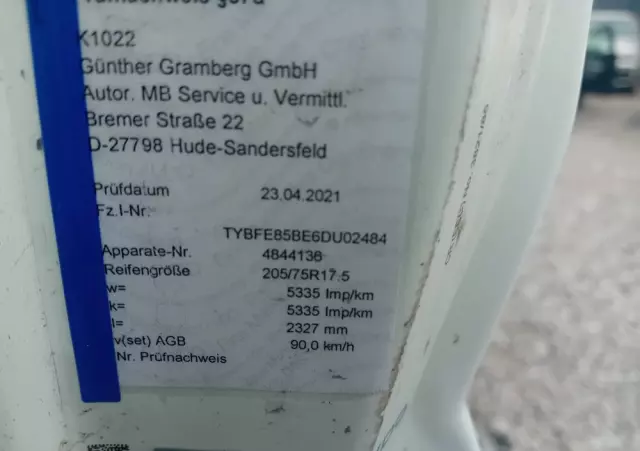 K1022
Günther Gramberg GmbH
Autor. MB Service u. Vermittl.
Bremer Straße 22
D-27798 Hude-Sandersfeld
Prüfdatum 23.04.2021
Fz.I-Nr.
TYBFE85BE6DU02484
Apparate-Nr. 4844138
Reifengröße 205/75R17.5
w= 5335 Imp/km
k= 5335 Imp/km
l= 2327 mm
v(set) AGB 90,0 km/h
Nr. Prüfnachweis